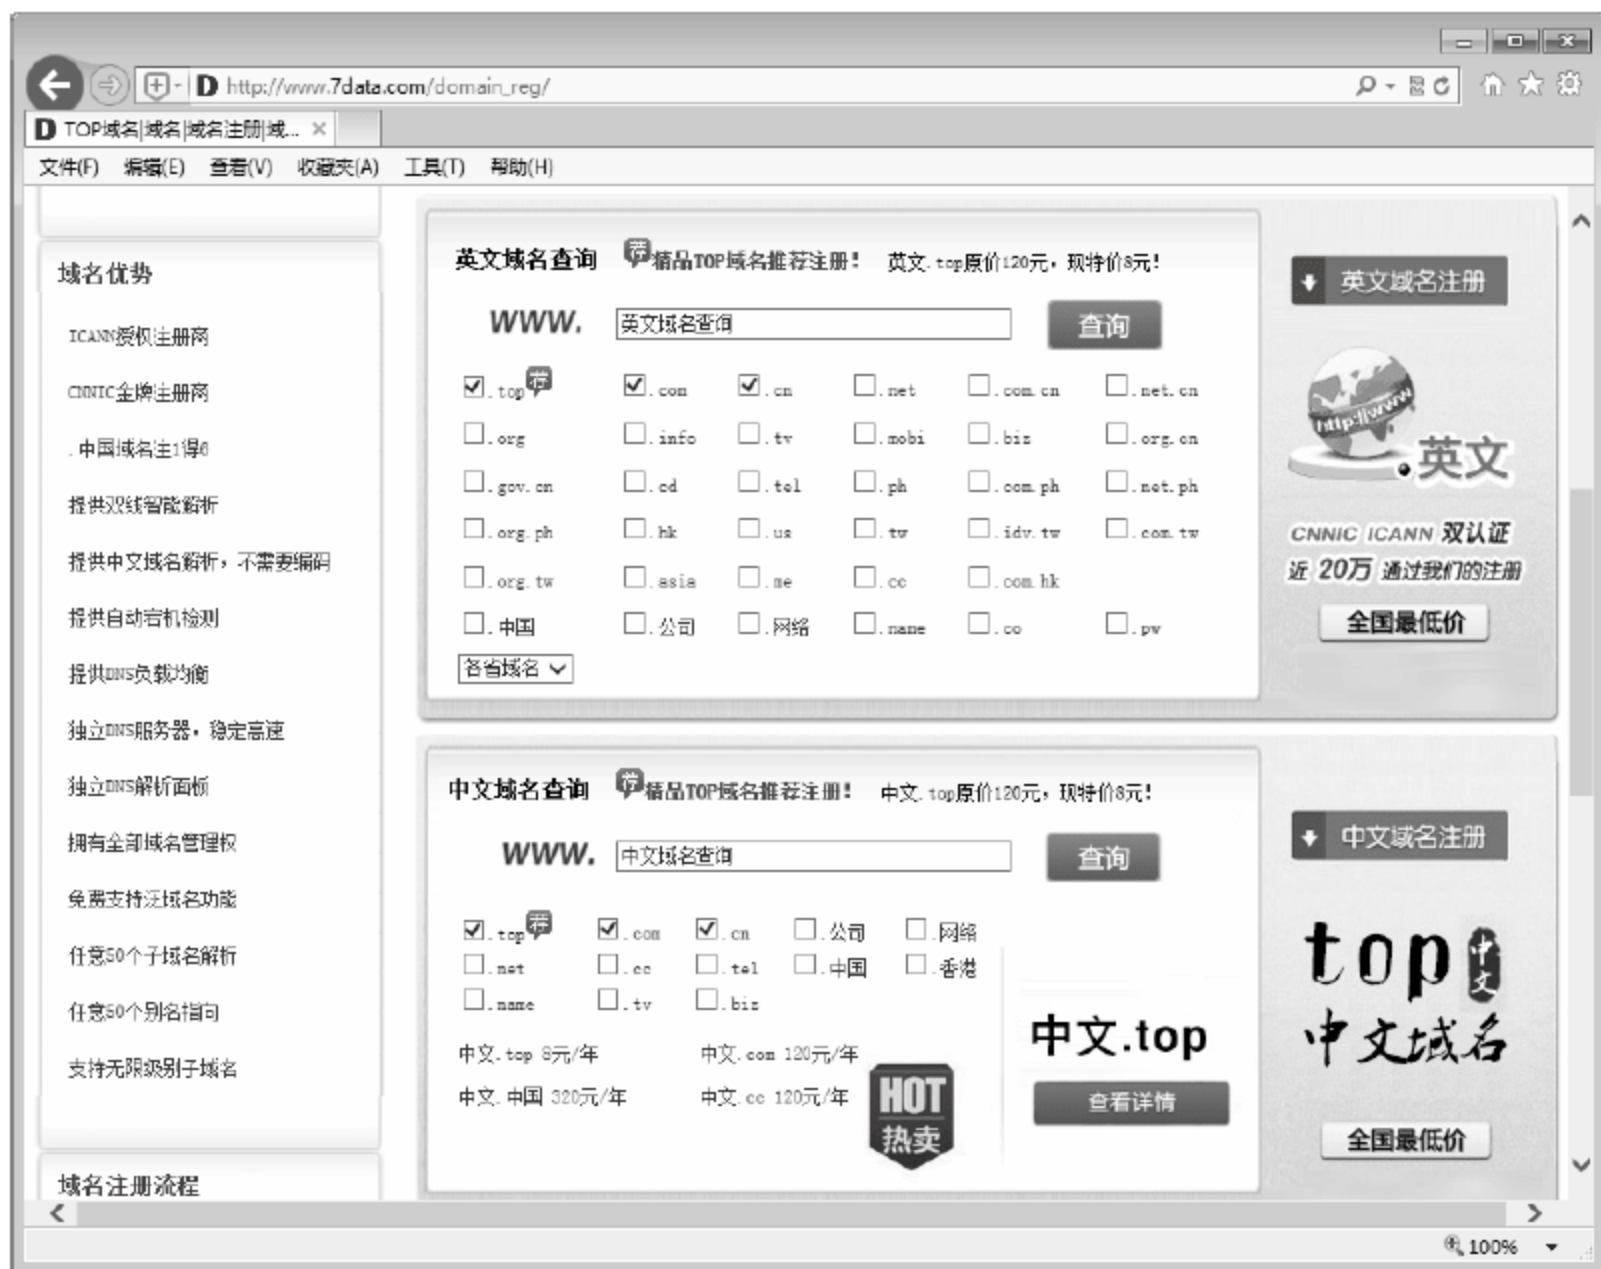 http://www.7data.com/domain_reg/
TOP域名|域名|域名注册|域...
文件(F) 编辑(E) 查看(V) 收藏夹(A) 工具(T) 帮助(H)
域名优势
ICANN授权注册商
CNNIC金牌注册商
.中国域名注1得6
提供双线智能解析
提供中文域名解析，不需要编码
提供自动宕机检测
提供DNS负载均衡
独立DNS服务器，稳定高速
独立DNS解析面板
拥有全部域名管理权
免费支持泛域名功能
任意50个子域名解析
任意50个别名指向
支持无限级别子域名
域名注册流程
英文域名查询 荐 精品TOP域名推荐注册! 英文.top原价120元，现特价8元!
www. 英文域名查询 查询
.top 荐 .com .cn .net .com.cn .net.cn
.org .info .tv .mobi .biz .org.cn
.gov.cn .cd .tel .ph .com.ph .net.ph
.org.ph .hk .us .tw .idv.tw .com.tw
.org.tw .asia .me .cc .com.hk
.中国 .公司 .网络 .name .co .pw
各省域名
英文域名注册
http://www
.英文
CNNIC ICANN 双认证
近 20万 通过我们的注册
全国最低价
中文域名查询 荐 精品TOP域名推荐注册! 中文.top原价120元，现特价8元!
www. 中文域名查询 查询
.top 荐 .com .cn .公司 .网络
.net .cc .tel .中国 .香港
.name .tv .biz
中文.top 8元/年 中文.com 120元/年
中文.中国 320元/年 中文.cc 120元/年
HOT
热卖
中文.top
查看详情
中文域名注册
top 中文
中文域名
全国最低价
100%